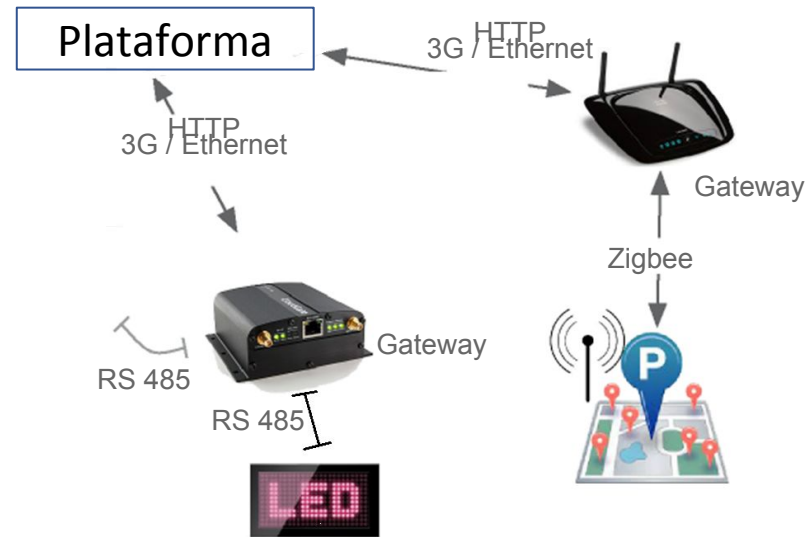 Plataforma
HTTP
3G / Ethernet
HTTP
3G / Ethernet
Gateway
Zigbee
Gateway
RS 485
RS 485
P
LED